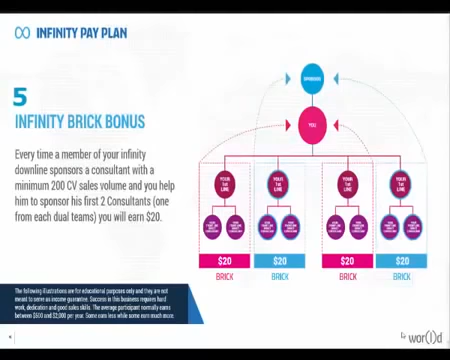 INFINITY PAY PLAN
5
INFINITY BRICK BONUS
Every time a member of your infinity
downline sponsors a consultant with a
minimum 200 CV sales volume and you help
him to sponsor his first 2 Consultants (one
from each dual teams) you will earn $20.
YOU
YOUR
1st
LINE
YOUR
1st
LINE
YOUR
1st
LINE
YOUR
1st
LINE
$20
$20
$20
$20
BRICK
BRICK
BRICK
BRICK
The following illustrations are for educational purposes only and they are not
meant to serve as income guarantee. Success in this business requires hard
work, dedication and good sales skills. The average participant normally earns
between $500 and $2,000 per year. Some earn less while some earn much more.
wor(l)d